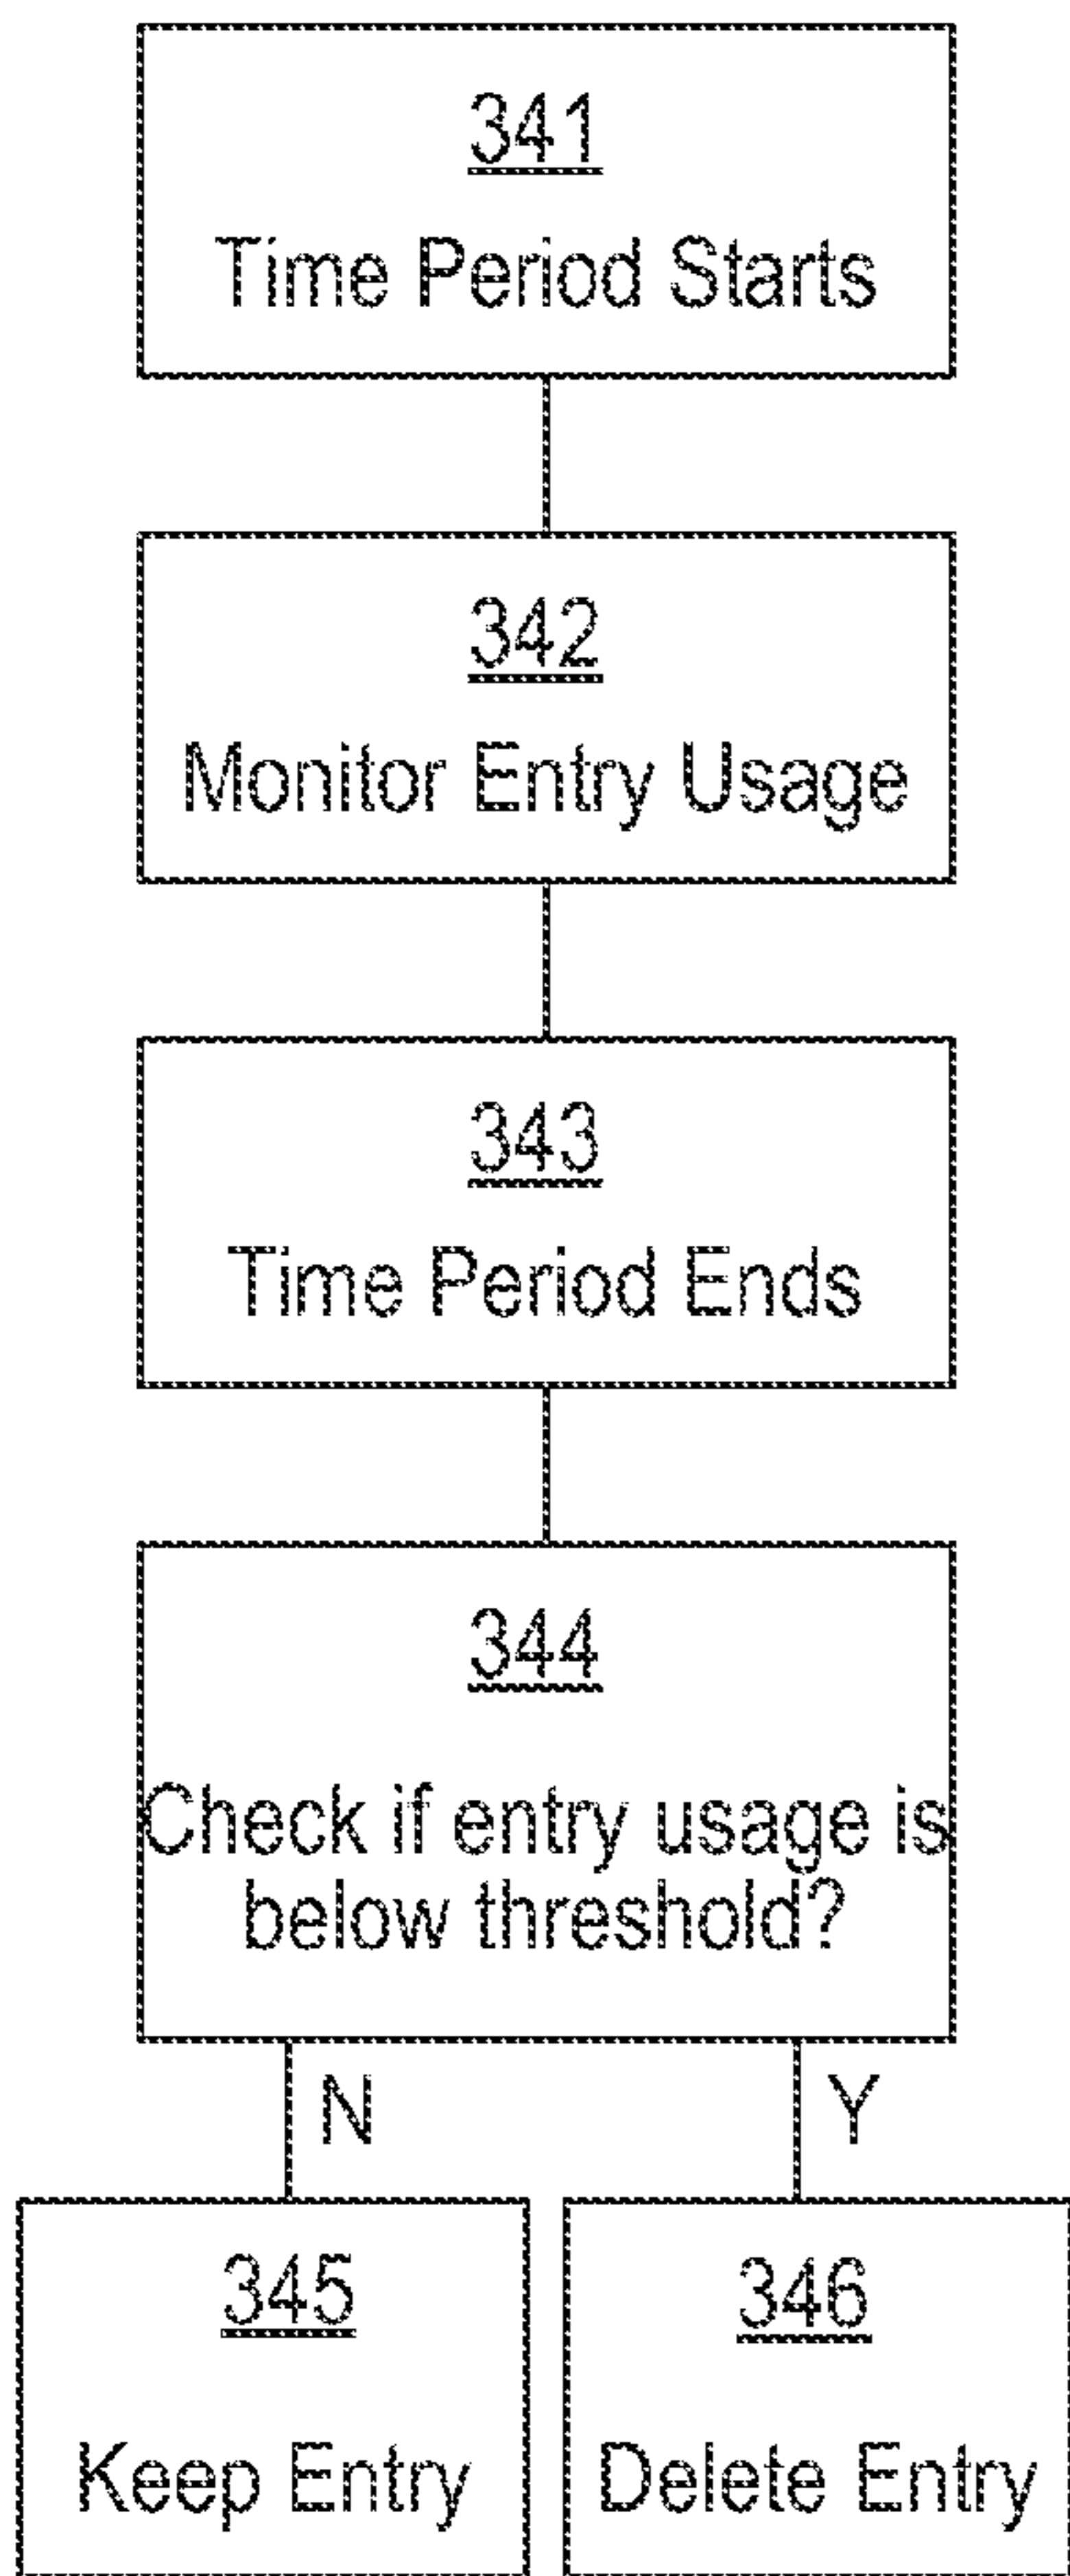 341
Time Period Starts
342
Monitor Entry Usage
343
Time Period Ends
344
Check if entry usage is
below threshold?
N
Y
345
Keep Entry
346
Delete Entry